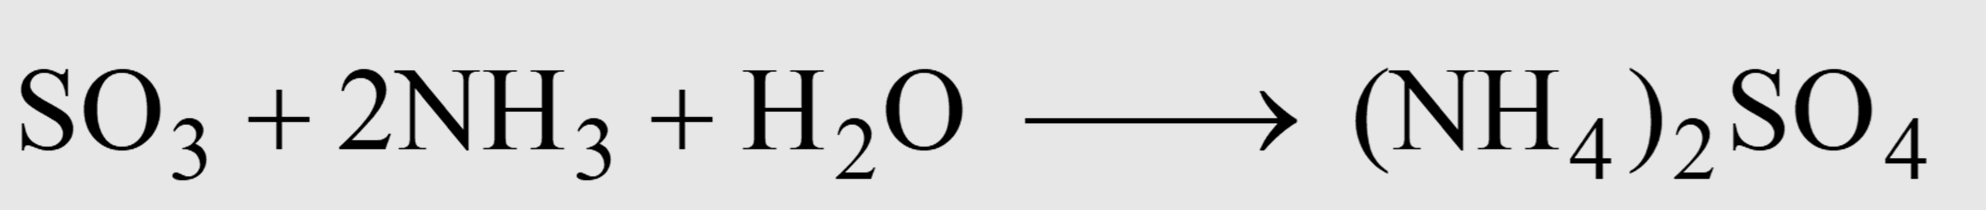 SO₃ + 2NH₃ + H₂O ⟶ (NH₄)₂SO₄